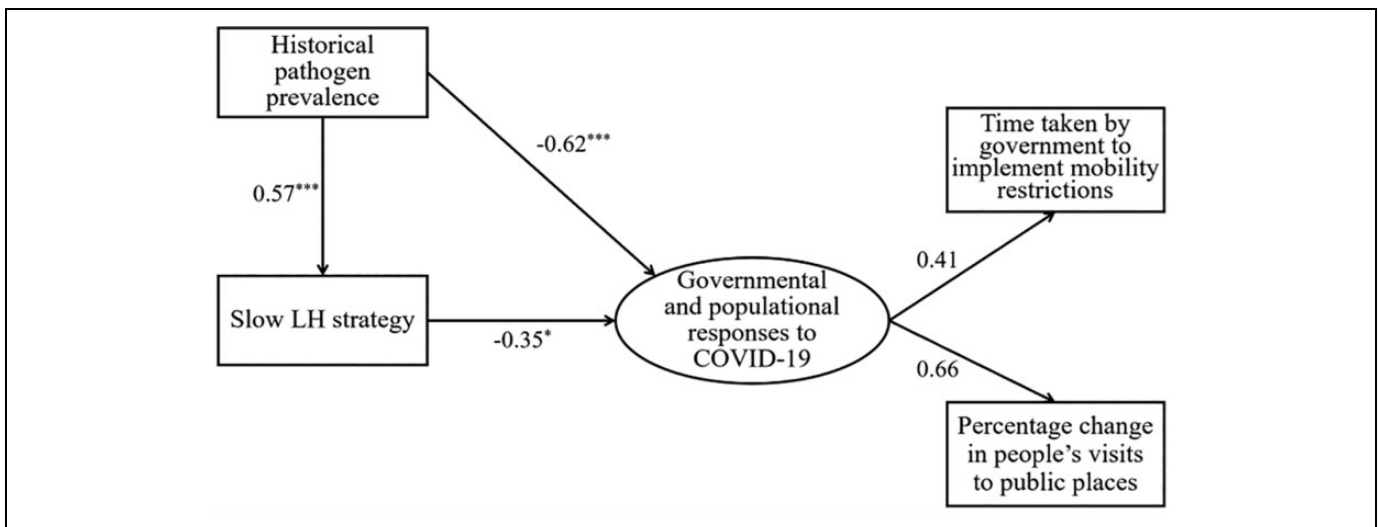 Historical
pathogen
prevalence
-0.62***
0.57***
Slow LH strategy
-0.35*
Governmental
and populational
responses to
COVID-19
0.41
0.66
Time taken by
government to
implement mobility
restrictions
Percentage change
in people's visits
to public places